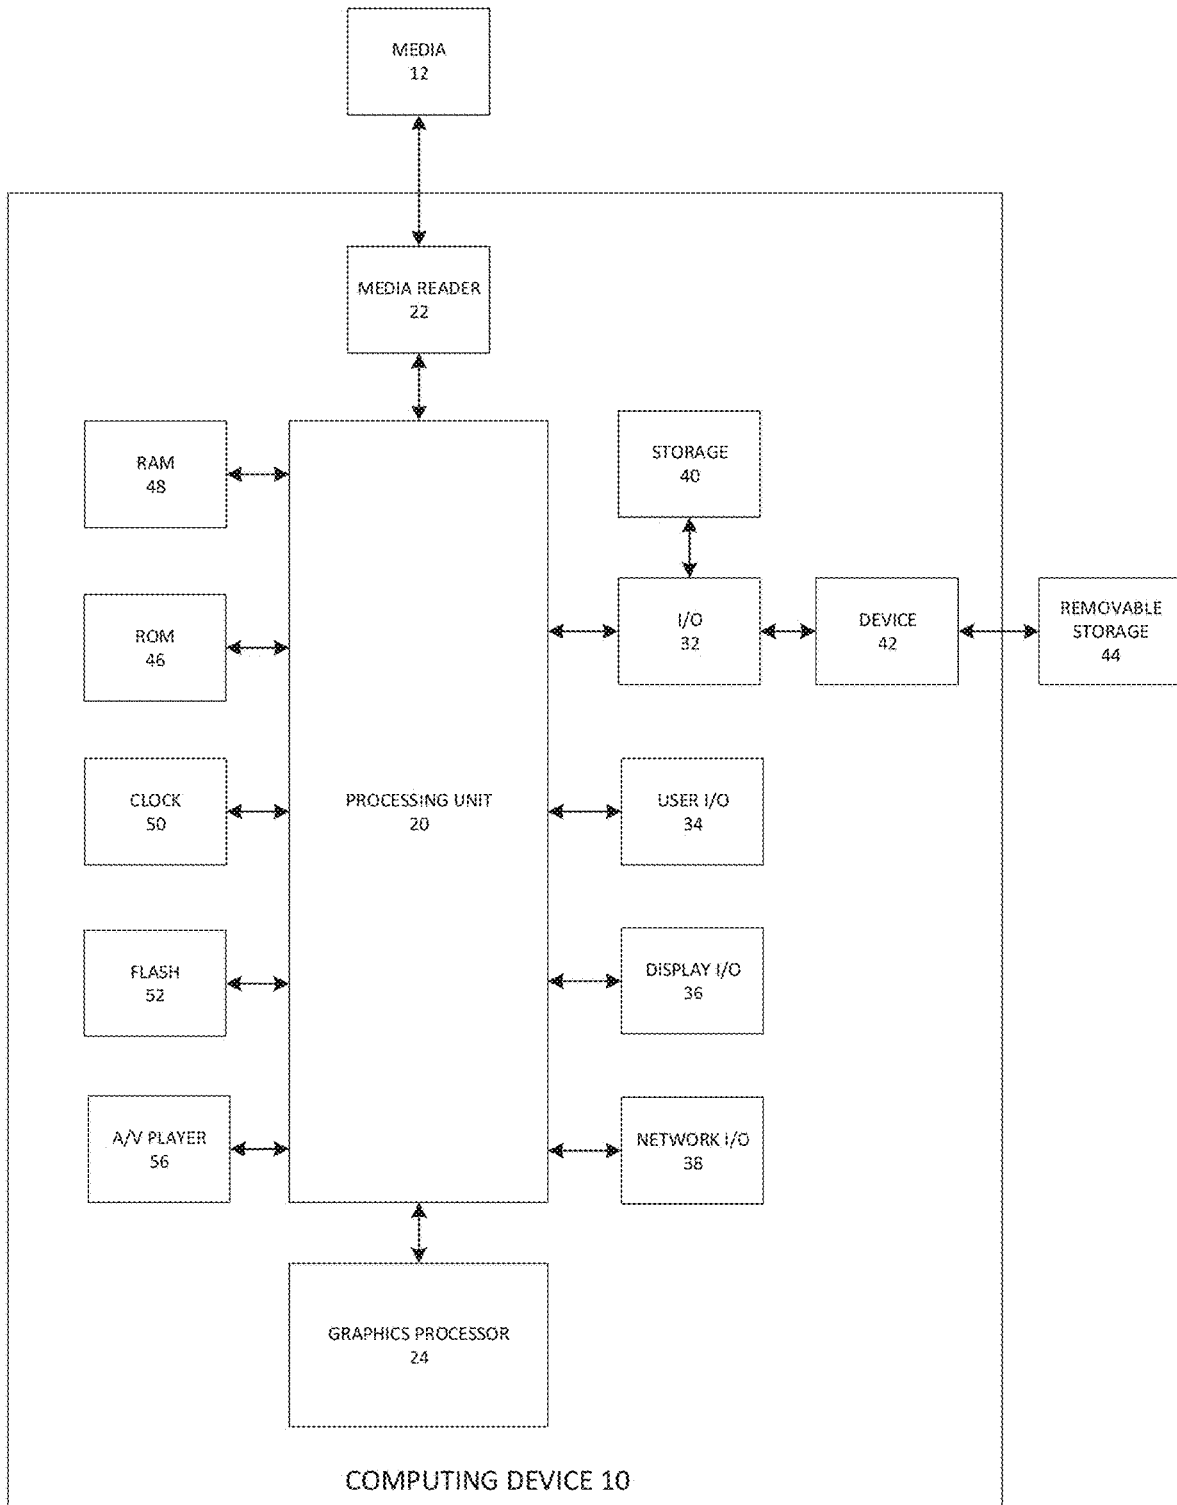 MEDIA
12
MEDIA READER
22
RAM
48
STORAGE
40
ROM
46
I/O
32
DEVICE
42
REMOVABLE
STORAGE
44
CLOCK
50
PROCESSING UNIT
20
USER I/O
34
FLASH
52
DISPLAY I/O
36
A/V PLAYER
56
NETWORK I/O
38
GRAPHICS PROCESSOR
24
COMPUTING DEVICE 10